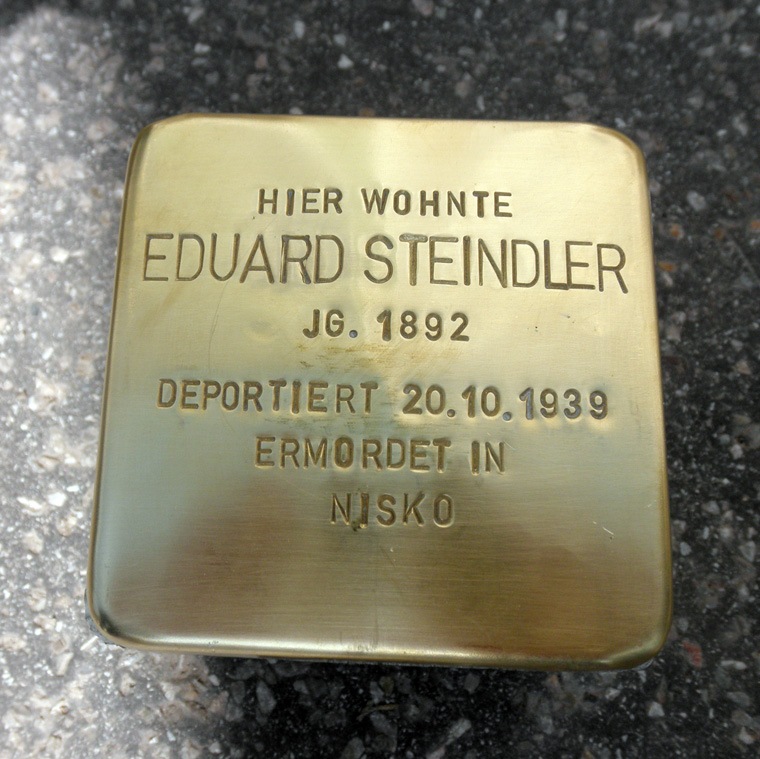 HIER WOHNTE
EDUARD STEINDLER
JG. 1892
DEPORTIERT 20.10.1939
ERMORDET IN
NISKO